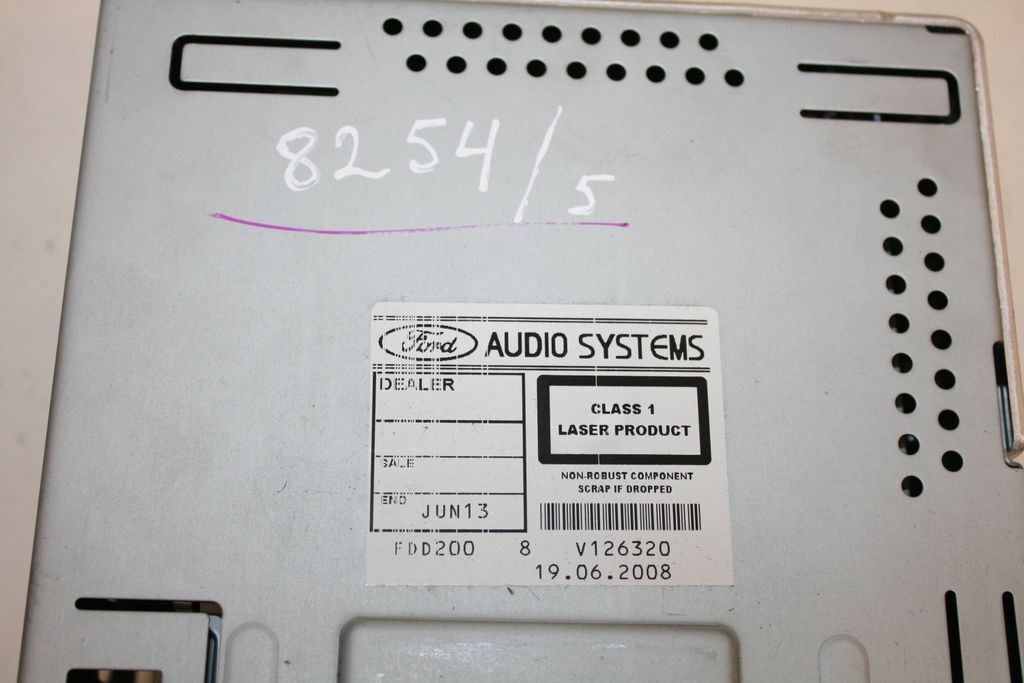 8254/5
Ford AUDIO SYSTEMS
DEALER
CLASS 1
LASER PRODUCT
SALE
NON-ROBUST COMPONENT
SCRAP IF DROPPED
END JUN13
FDD200 8 V126320
19.06.2008